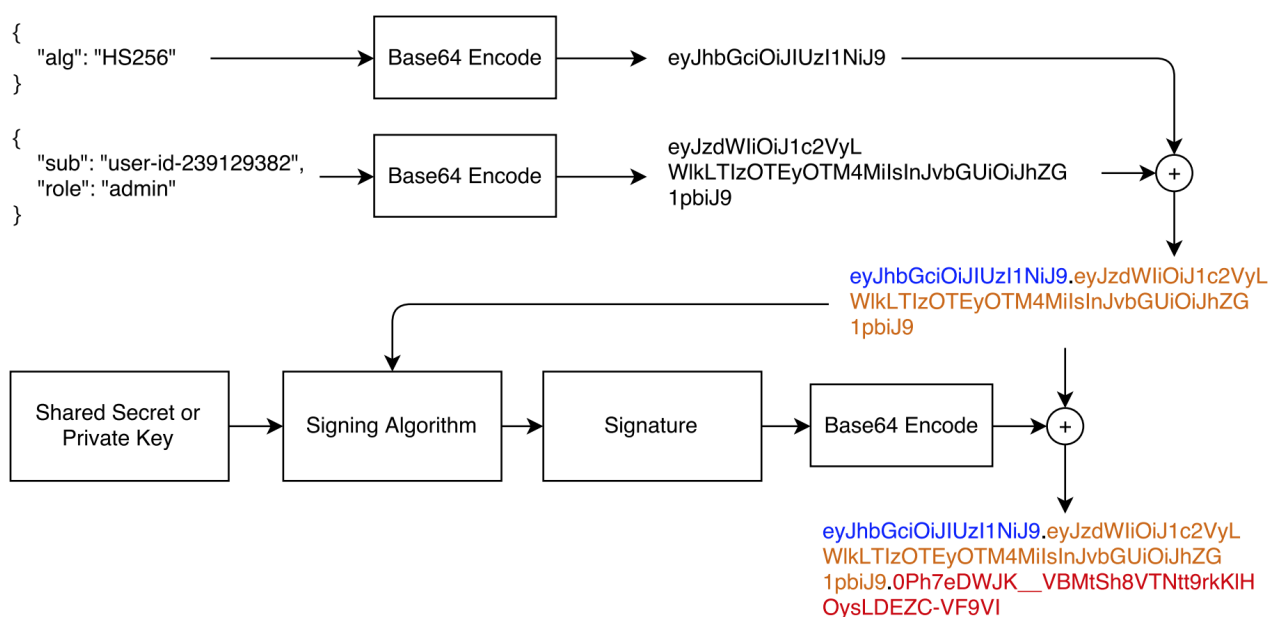 {
"alg": "HS256"
}
Base64 Encode
eyJhbGciOiJIUzI1NiJ9
{
"sub": "user-id-239129382",
"role": "admin"
}
Base64 Encode
eyJzdWIiOiJ1c2VyL
WlkLTIzOTEyOTM4MiIsInJvbGUiOiJhZG
1pbiJ9
+
eyJhbGciOiJIUzI1NiJ9.eyJzdWIiOiJ1c2VyL
WlkLTIzOTEyOTM4MiIsInJvbGUiOiJhZG
1pbiJ9
Shared Secret or
Private Key
Signing Algorithm
Signature
Base64 Encode
+
eyJhbGciOiJIUzI1NiJ9.eyJzdWIiOiJ1c2VyL
WlkLTIzOTEyOTM4MiIsInJvbGUiOiJhZG
1pbiJ9.0Ph7eDWJK__VBMtSh8VTNtt9rkKlH
OysLDEZC-VF9VI